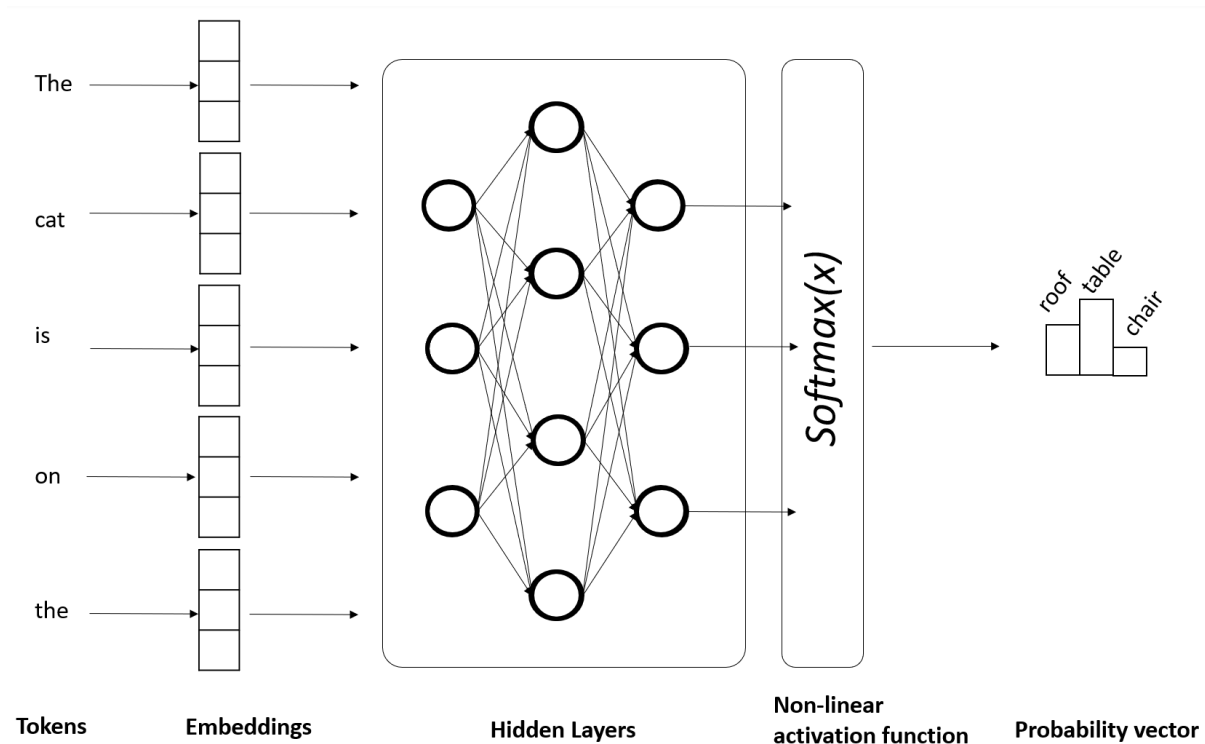 The
cat
is
on
the
Softmax(x)
roof
table
chair
Tokens
Embeddings
Hidden Layers
Non-linear
activation function
Probability vector